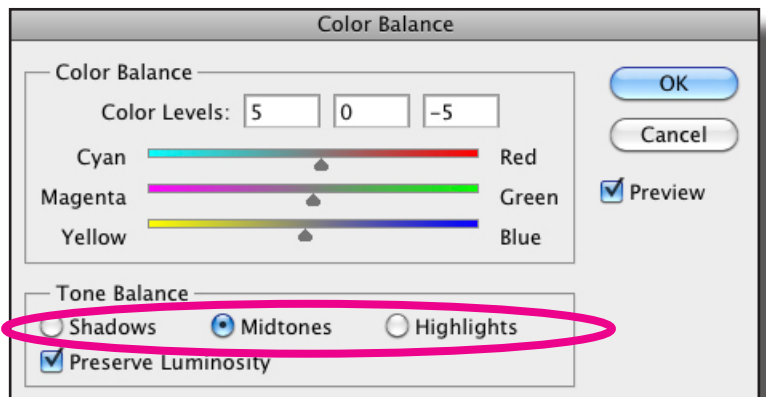 Color Balance
Color Balance
OK
Color Levels: 5 0 -5
Cancel
Cyan Red
Magenta Green
Preview
Yellow Blue
Tone Balance
Shadows Midtones Highlights
Preserve Luminosity